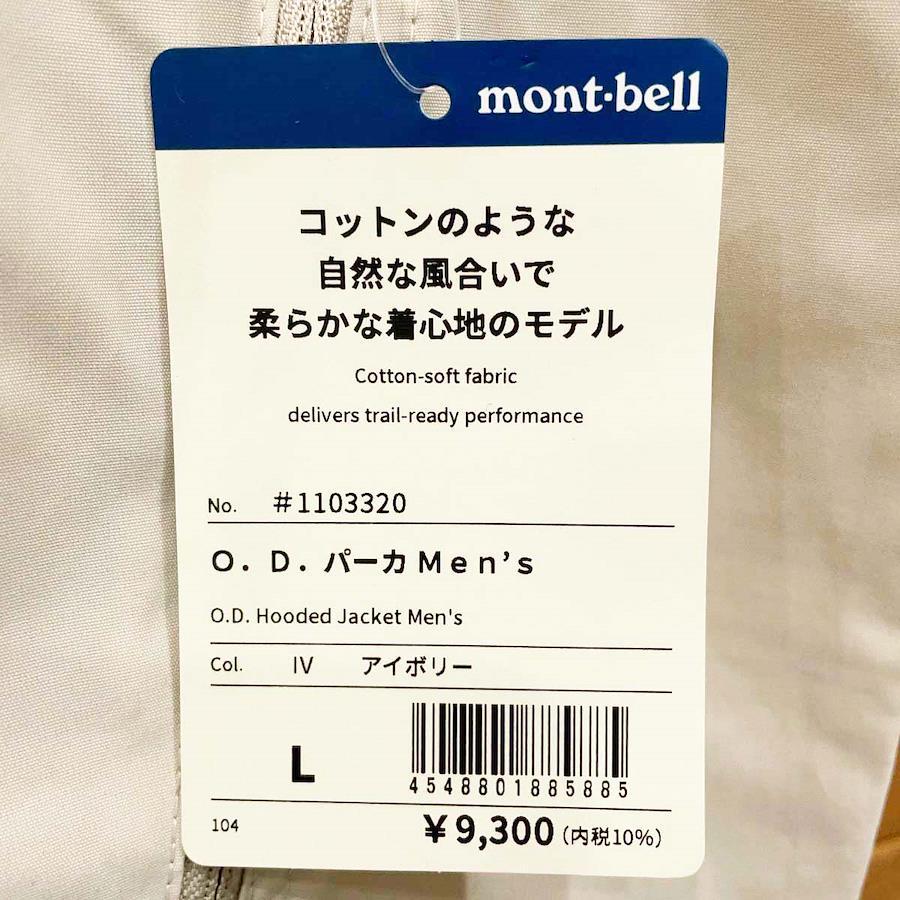 mont·bell
コットンのような
自然な風合いで
柔らかな着心地のモデル
Cotton-soft fabric
delivers trail-ready performance
No. #1103320
O. D. パーカ Men's
O.D. Hooded Jacket Men's
Col. IV アイボリー
L
4548801885885
104 ¥9,300 (内税10%)